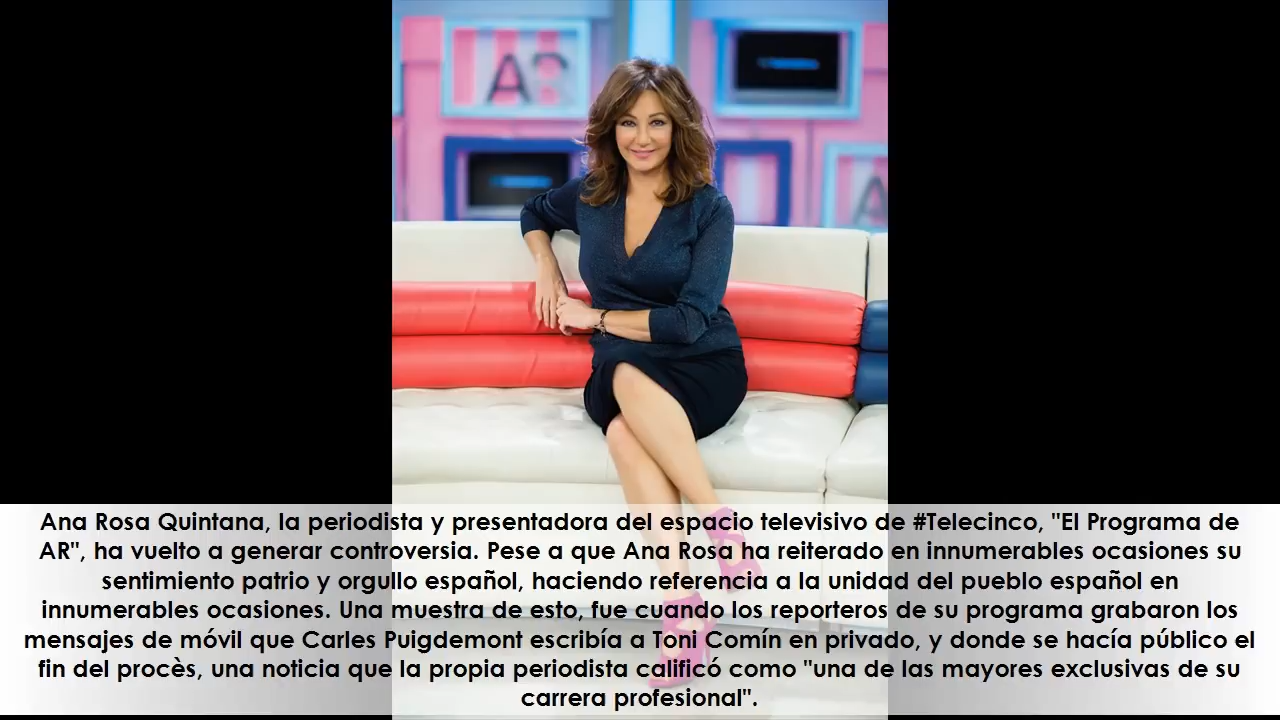 AR
A
Ana Rosa Quintana, la periodista y presentadora del espacio televisivo de #Telecinco, "El Programa de
AR", ha vuelto a generar controversia. Pese a que Ana Rosa ha reiterado en innumerables ocasiones su
sentimiento patrio y orgullo español, haciendo referencia a la unidad del pueblo español en
innumerables ocasiones. Una muestra de esto, fue cuando los reporteros de su programa grabaron los
mensajes de móvil que Carles Puigdemont escribía a Toni Comín en privado, y donde se hacía público el
fin del procès, una noticia que la propia periodista calificó como "una de las mayores exclusivas de su
carrera profesional".